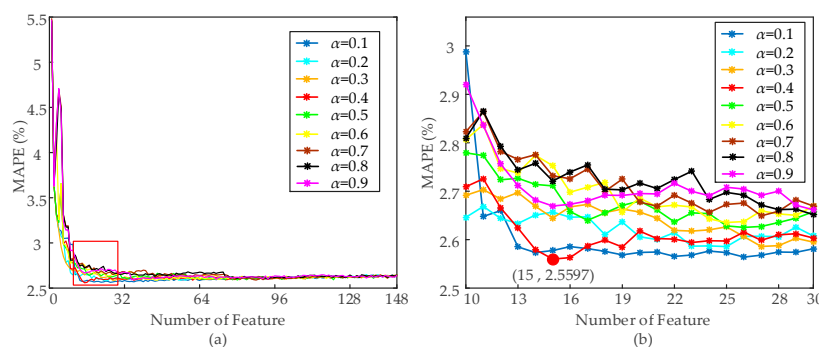 5.5
5
4.5
4
3.5
3
2.5
MAPE (%)
0 32 64 96 128 148
Number of Feature
(a)
α=0.1
α=0.2
α=0.3
α=0.4
α=0.5
α=0.6
α=0.7
α=0.8
α=0.9
3
2.9
2.8
2.7
2.6
2.5
MAPE (%)
10 13 16 19 22 25 28 30
Number of Feature
(b)
α=0.1
α=0.2
α=0.3
α=0.4
α=0.5
α=0.6
α=0.7
α=0.8
α=0.9
(15 , 2.5597)